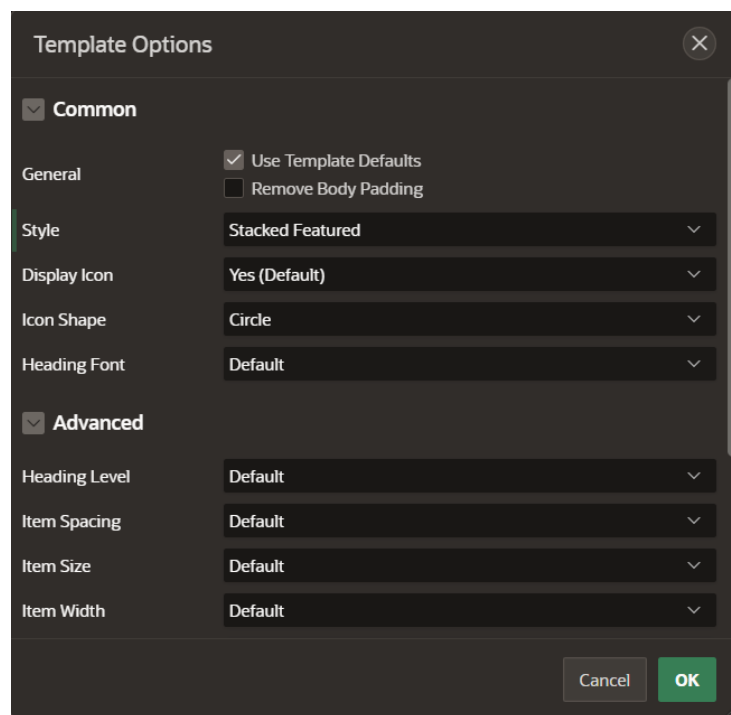 Template Options
Common
General
Use Template Defaults
Remove Body Padding
Style Stacked Featured
Display Icon Yes (Default)
Icon Shape Circle
Heading Font Default
Advanced
Heading Level Default
Item Spacing Default
Item Size Default
Item Width Default
Cancel OK